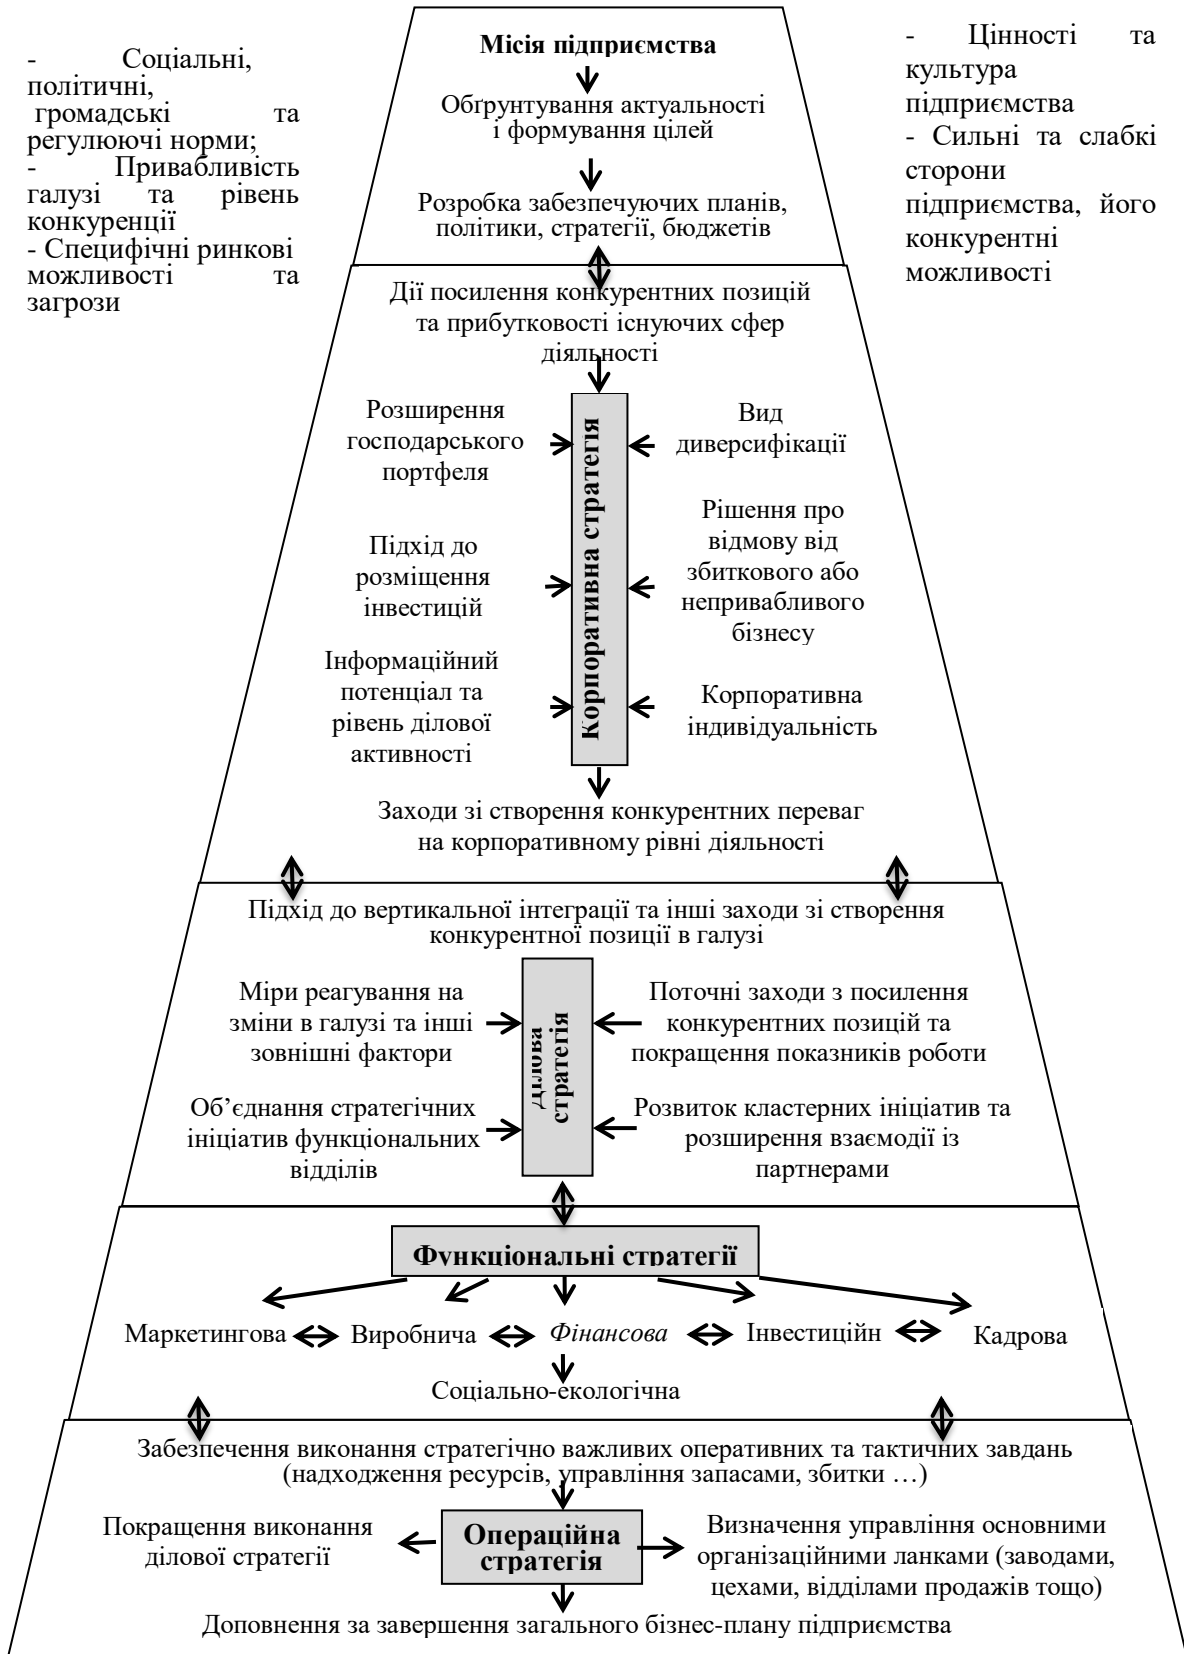 - Соціальні,
політичні,
громадські та
регулюючі норми;
- Привабливість
галузі та рівень
конкуренції
- Специфічні ринкові
можливості та
загрози
Місія підприємства
Обґрунтування актуальності
і формування цілей
Розробка забезпечуючих планів,
політики, стратегії, бюджетів
- Цінності та
культура
підприємства
- Сильні та слабкі
сторони
підприємства, його
конкурентні
можливості
Дії посилення конкурентних позицій
та прибутковості існуючих сфер
діяльності
Розширення
господарського
портфеля
Підхід до
розміщення
інвестицій
Інформаційний
потенціал та
рівень ділової
активності
Корпоративна стратегія
Вид
диверсифікації
Рішення про
відмову від
збиткового або
непривабливого
бізнесу
Корпоративна
індивідуальність
Заходи зі створення конкурентних переваг
на корпоративному рівні діяльності
Підхід до вертикальної інтеграції та інші заходи зі створення
конкурентної позиції в галузі
Міри реагування на
зміни в галузі та інші
зовнішні фактори
Об’єднання стратегічних
ініціатив функціональних
відділів
Ділова
стратегія
Поточні заходи з посилення
конкурентних позицій та
покращення показників роботи
Розвиток кластерних ініціатив та
розширення взаємодії із
партнерами
Функціональні стратегії
Маркетингова
Виробнича
Фінансова
Інвестиційн
Кадрова
Соціально-екологічна
Забезпечення виконання стратегічно важливих оперативних та тактичних завдань
(надходження ресурсів, управління запасами, збитки …)
Покращення виконання
ділової стратегії
Операційна
стратегія
Визначення управління основними
організаційними ланками (заводами,
цехами, відділами продажів тощо)
Доповнення за завершення загального бізнес-плану підприємства